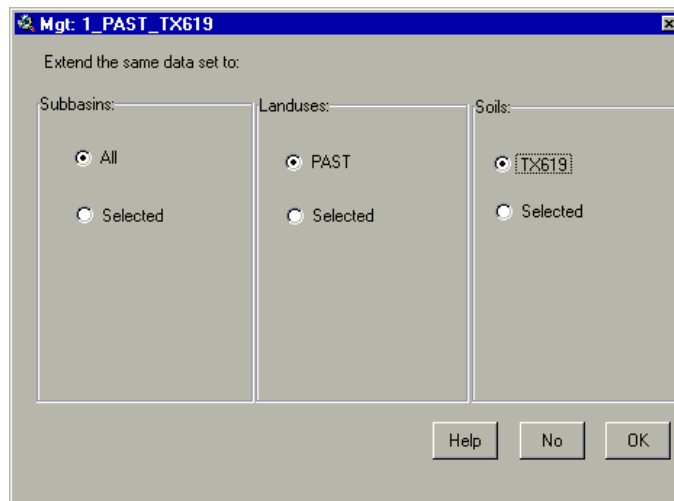 Mgt: 1_PAST_TX619
Extend the same data set to:
Subbasins:
All
Selected
Landuses:
PAST
Selected
Soils:
TX619
Selected
Help
No
OK